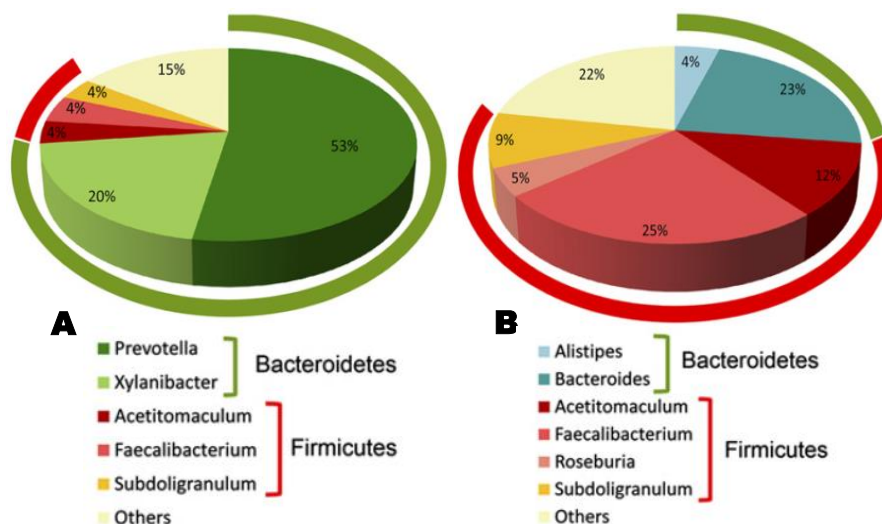 15%
4%
4%
4%
53%
20%
A
Prevotella
Xylanibacter
Bacteroidetes
Acetitomaculum
Faecalibacterium
Subdoligranulum
Firmicutes
Others
4%
22%
23%
9%
12%
5%
25%
B
Alistipes
Bacteroides
Bacteroidetes
Acetitomaculum
Faecalibacterium
Roseburia
Subdoligranulum
Firmicutes
Others